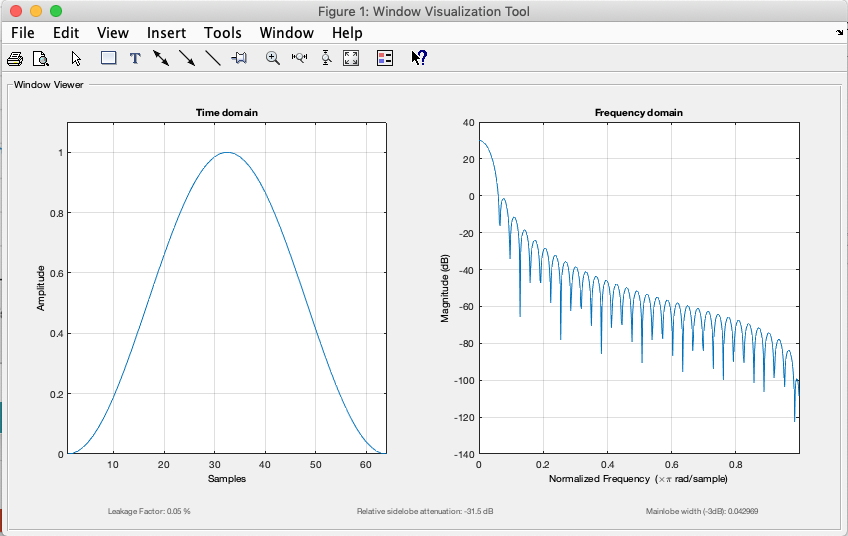 Figure 1: Window Visualization Tool
File Edit View Insert Tools Window Help
Window Viewer
Time domain
1
0.8
0.6
0.4
0.2
0
Amplitude
10 20 30 40 50 60
Samples
Frequency domain
40
20
0
-20
-40
-60
-80
-100
-120
-140
Magnitude (dB)
0 0.2 0.4 0.6 0.8
Normalized Frequency (×π rad/sample)
Leakage Factor: 0.05 %
Relative sidelobe attenuation: -31.5 dB
Mainlobe width (-3dB): 0.042969